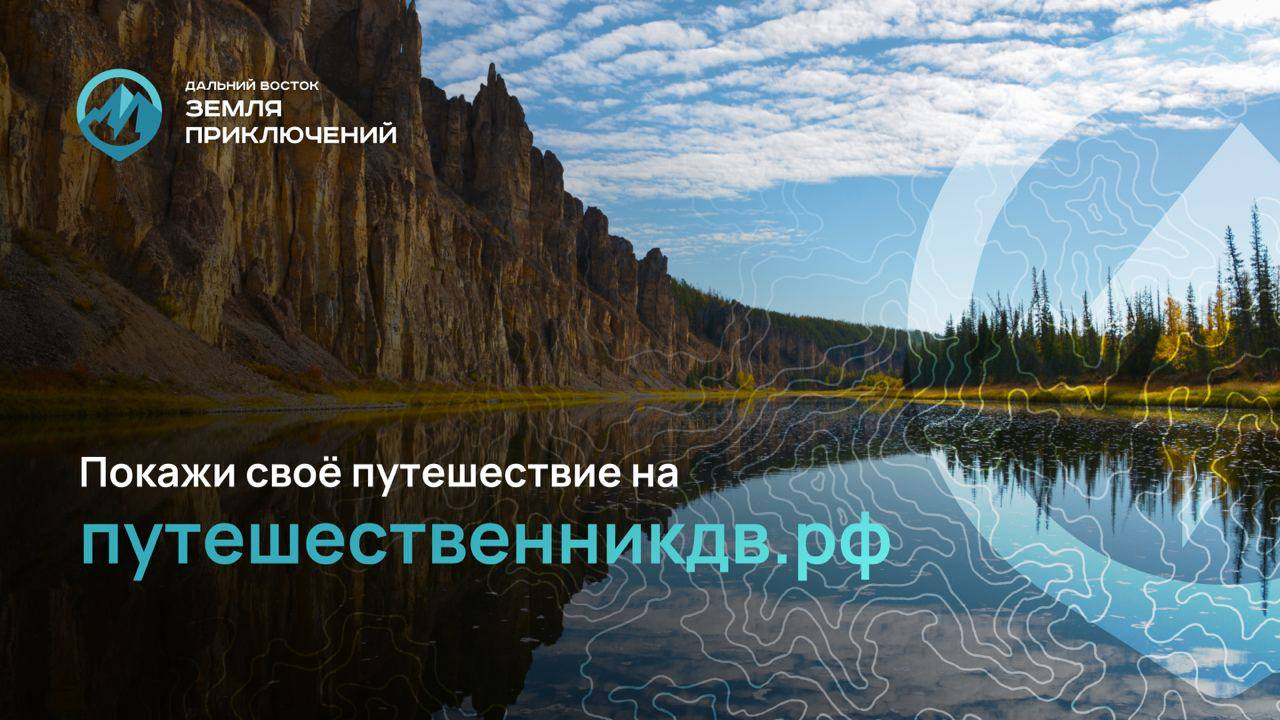 ДАЛЬНИЙ ВОСТОК
ЗЕМЛЯ
ПРИКЛЮЧЕНИЙ
Покажи своё путешествие на
путешественникдв.рф